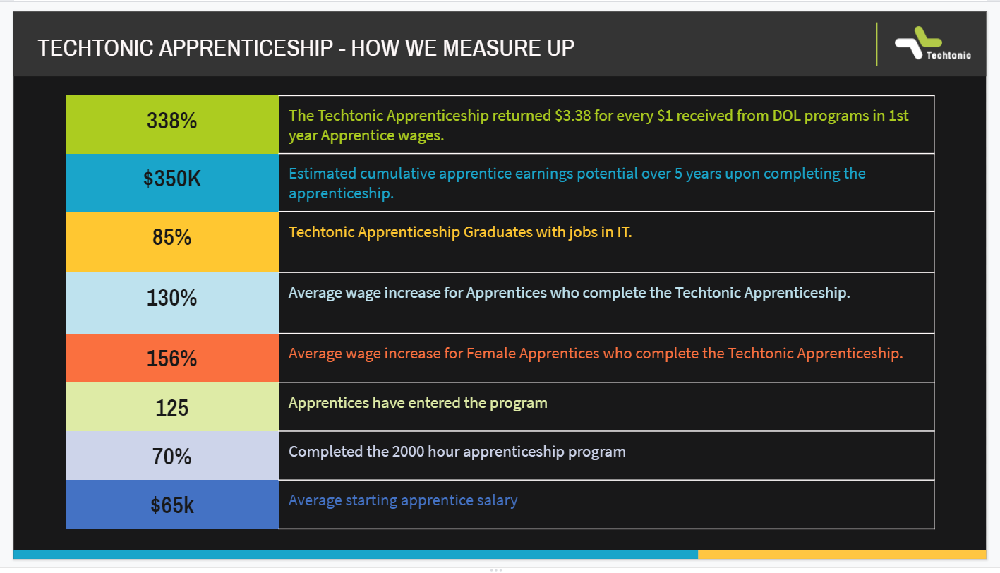 TECHTONIC APPRENTICESHIP - HOW WE MEASURE UP
Techtonic
338%
The Techtonic Apprenticeship returned $3.38 for every $1 received from DOL programs in 1st
year Apprentice wages.
$350K
Estimated cumulative apprentice earnings potential over 5 years upon completing the
apprenticeship.
85%
Techtonic Apprenticeship Graduates with jobs in IT.
130%
Average wage increase for Apprentices who complete the Techtonic Apprenticeship.
156%
Average wage increase for Female Apprentices who complete the Techtonic Apprenticeship.
125
Apprentices have entered the program
70%
Completed the 2000 hour apprenticeship program
$65k
Average starting apprentice salary